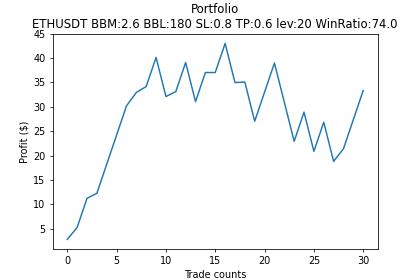 Portfolio
ETHUSDT BBM:2.6 BBL:180 SL:0.8 TP:0.6 lev:20 WinRatio:74.0
45
40
35
30
25
20
15
10
5
Profit ($)
0 5 10 15 20 25 30
Trade counts